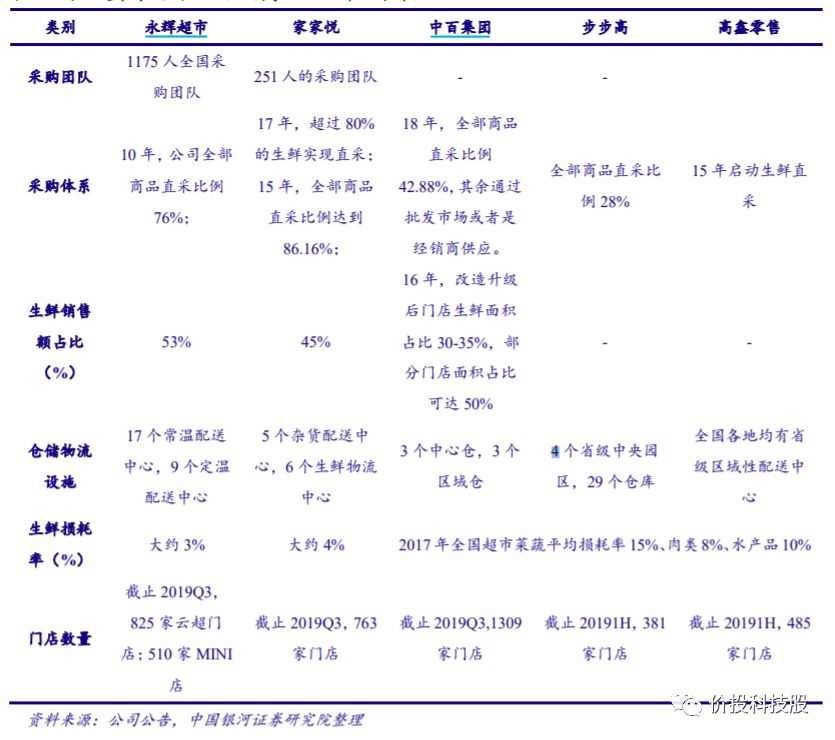 类别 永辉超市 家家悦 中百集团 步步高 高鑫零售
采购团队
1175 人全国采
购团队
251 人的采购团队
-
-
采购体系
10 年，公司全部
商品直采比例
76%；
17 年，超过 80%
的生鲜实现直采；
15 年，全部商品
直采比例达到
86.16%；
18 年，全部商品
直采比例
42.88%，其余通过
批发市场或者是
经销商供应。
全部商品直采比
例 28%
15 年启动生鲜直
采
生鲜销售
额占比
（%）
53%
45%
16 年，改造升级
后门店生鲜面积
占比 30-35%，部
分门店面积占比
可达 50%
-
-
仓储物流
设施
17 个常温配送
中心，9 个定温
配送中心
5 个杂货配送中
心，6 个生鲜物流
中心
3 个中心仓，3 个
区域仓
4 个省级中央园
区，29 个仓库
全国各地均有省
级区域性配送中
心
生鲜损耗
率（%）
大约 3%
大约 4%
2017 年全国超市菜蔬平均损耗率 15%、肉类 8%、水产品 10%
门店数量
截止 2019Q3，
825 家云超门
店；510 家 MINI
店
截止 2019Q3，763
家门店
截止 2019Q3,1309
家门店
截止 20191H，381
家门店
截止 20191H，485
家门店
资料来源：公司公告，中国银河证券研究院整理
价投科技股